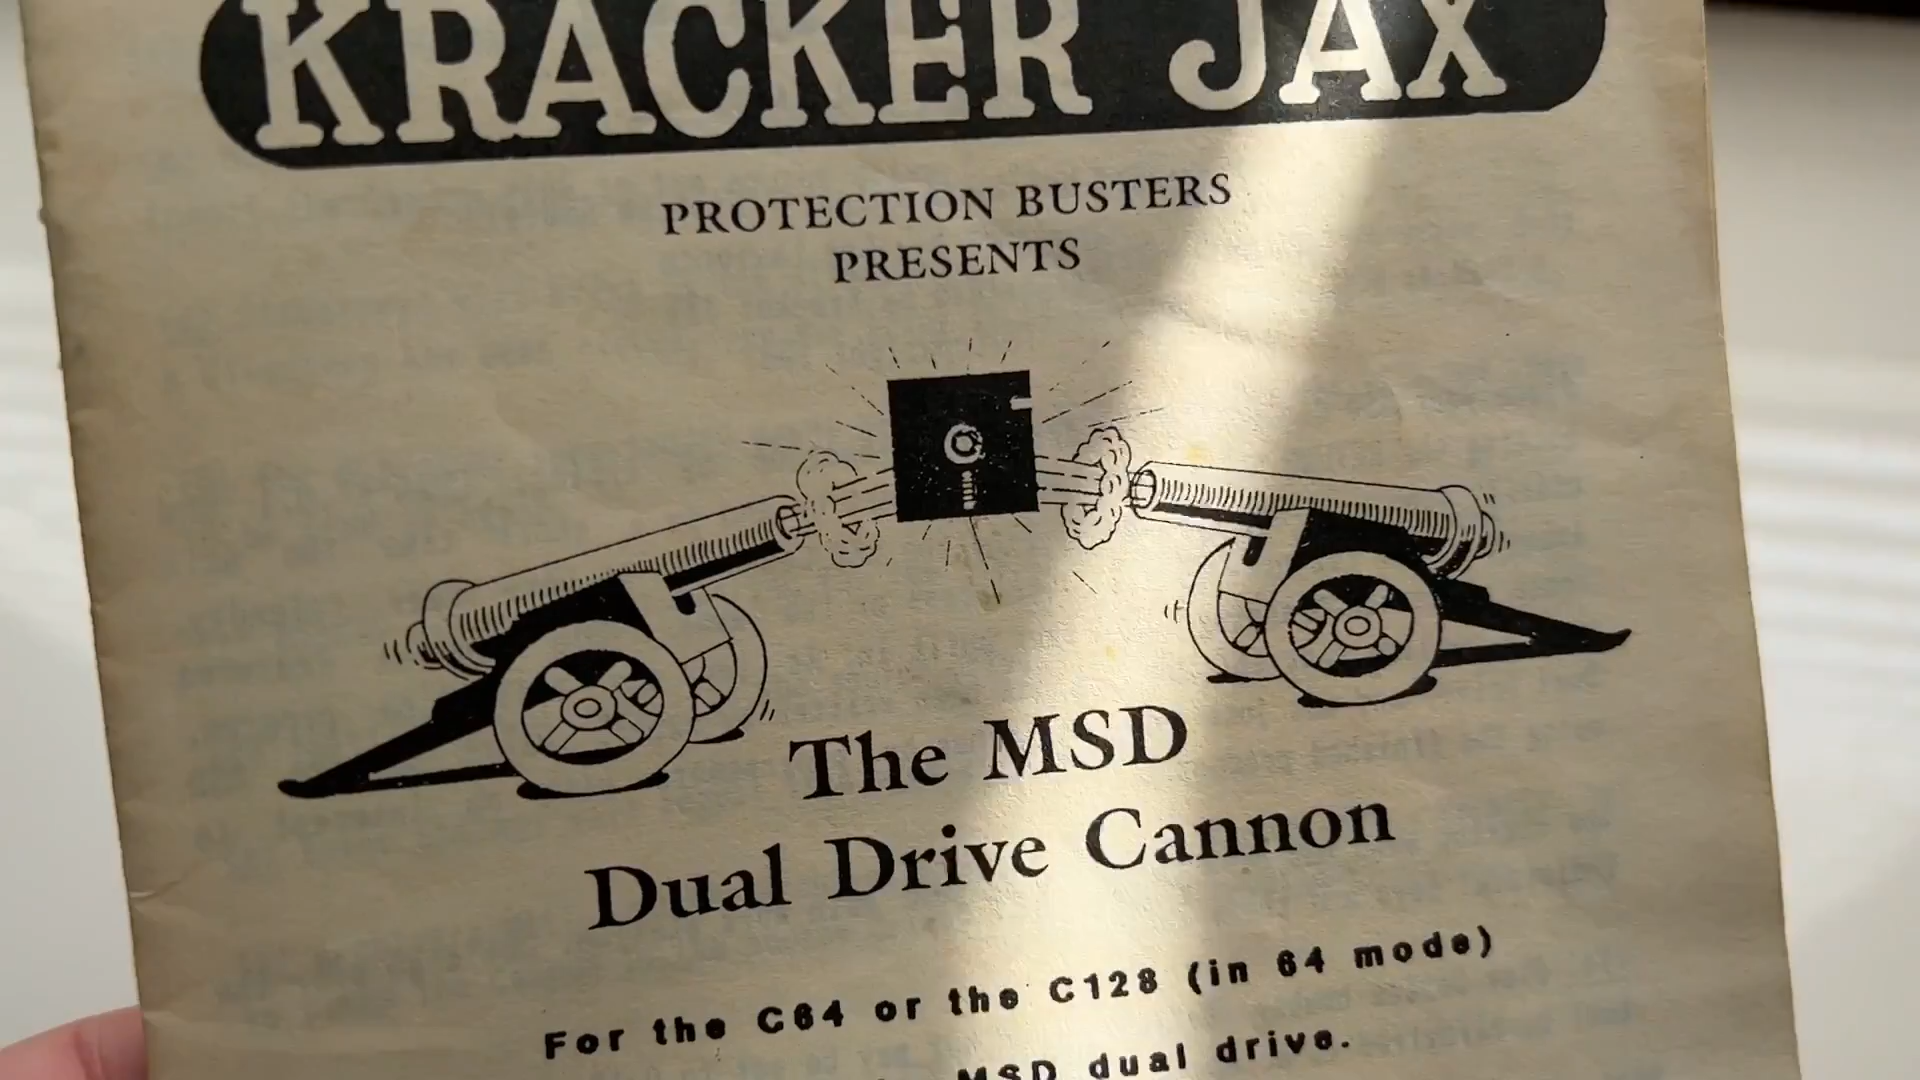 KRACKER JAX
PROTECTION BUSTERS
PRESENTS
The MSD
Dual Drive Cannon
For the C64 or the C128 (in 64 mode)
MSD dual drive.